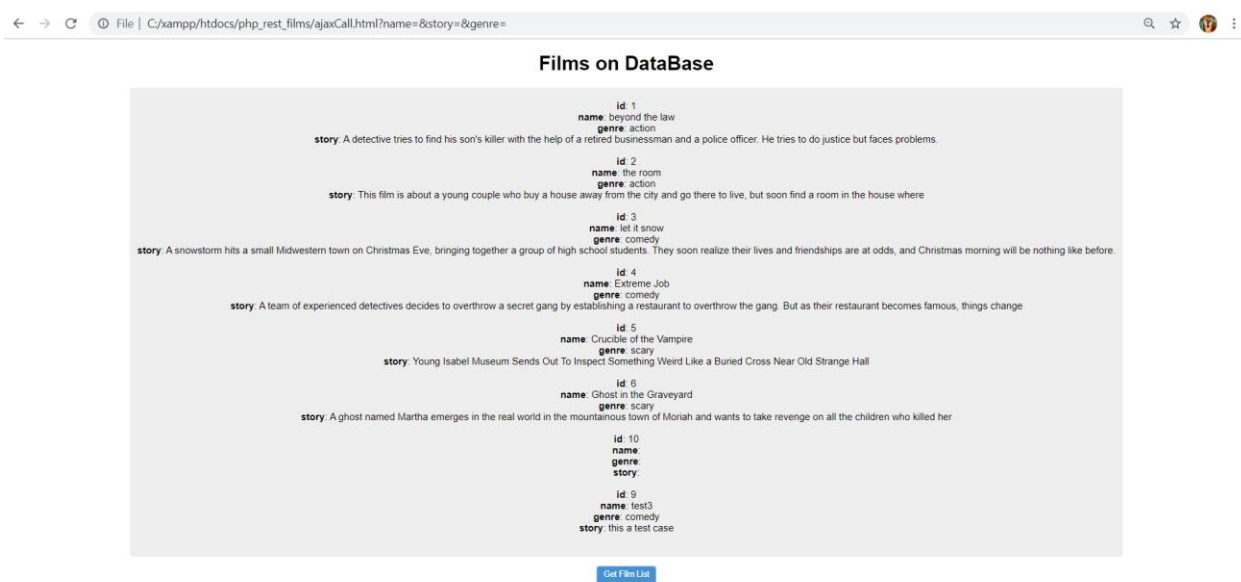 File | C:/xampp/htdocs/php_rest_films/ajaxCall.html?name=&story=&genre=
Films on DataBase
id: 1
name: beyond the law
genre: action
story: A detective tries to find his son's killer with the help of a retired businessman and a police officer. He tries to do justice but faces problems.
id: 2
name: the room
genre: action
story: This film is about a young couple who buy a house away from the city and go there to live, but soon find a room in the house where
id: 3
name: let it snow
genre: comedy
story: A snowstorm hits a small Midwestern town on Christmas Eve, bringing together a group of high school students. They soon realize their lives and friendships are at odds, and Christmas morning will be nothing like before.
id: 4
name: Extreme Job
genre: comedy
story: A team of experienced detectives decides to overthrow a secret gang by establishing a restaurant to overthrow the gang. But as their restaurant becomes famous, things change
id: 5
name: Crucible of the Vampire
genre: scary
story: Young Isabel Museum Sends Out To Inspect Something Weird Like a Buried Cross Near Old Strange Hall
id: 6
name: Ghost in the Graveyard
genre: scary
story: A ghost named Martha emerges in the real world in the mountainous town of Moriah and wants to take revenge on all the children who killed her
id: 10
name:
genre:
story:
id: 9
name: test3
genre: comedy
story: this a test case
Get Film List